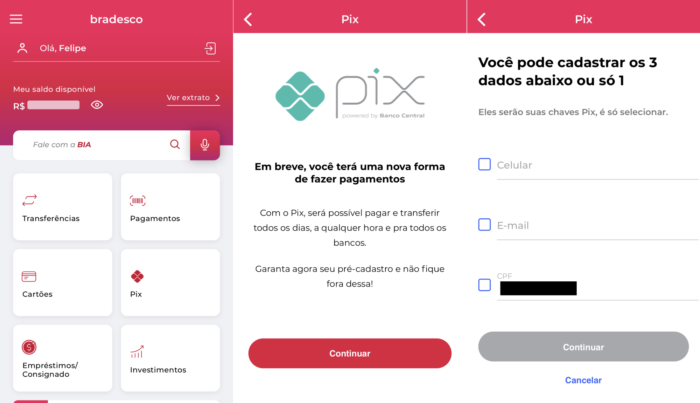 bradesco
Olá, Felipe
Meu saldo disponível
R$
Ver extrato
Fale com a BIA
Transferências
Pagamentos
Cartões
Pix
Empréstimos/
Consignado
Investimentos
Pix
pix
powered by Banco Central
Em breve, você terá uma nova forma
de fazer pagamentos
Com o Pix, será possível pagar e transferir
todos os dias, a qualquer hora e pra todos os
bancos.
Garanta agora seu pré-cadastro e não fique
fora dessa!
Continuar
Pix
Você pode cadastrar os 3
dados abaixo ou só 1
Eles serão suas chaves Pix, é só selecionar.
Celular
E-mail
CPF
Continuar
Cancelar